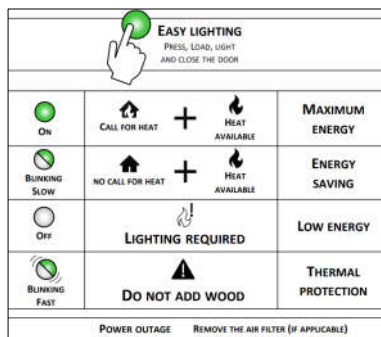 EASY LIGHTING
PRESS, LOAD, LIGHT
AND CLOSE THE DOOR
ON
CALL FOR HEAT
+
HEAT
AVAILABLE
MAXIMUM
ENERGY
BLINKING
SLOW
NO CALL FOR HEAT
+
HEAT
AVAILABLE
ENERGY
SAVING
OFF
LIGHTING REQUIRED
LOW ENERGY
BLINKING
FAST
DO NOT ADD WOOD
THERMAL
PROTECTION
POWER OUTAGE REMOVE THE AIR FILTER (IF APPLICABLE)